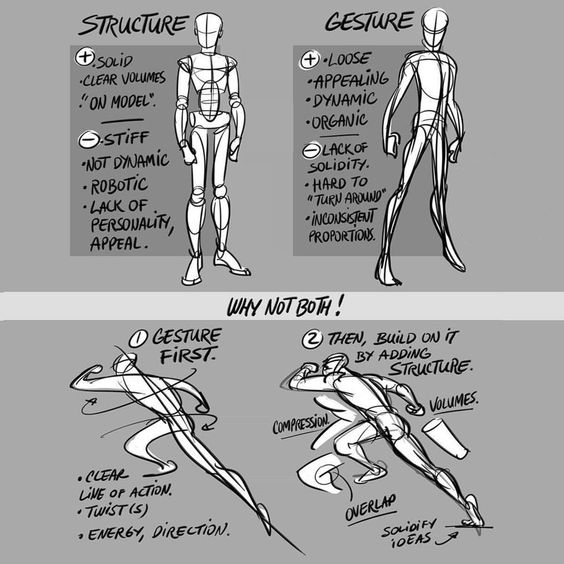 STRUCTURE
+ • SOLID
• CLEAR VOLUMES
• "ON MODEL".
- • STIFF
• NOT DYNAMIC
• ROBOTIC
• LACK OF
PERSONALITY,
APPEAL.
GESTURE
+ • LOOSE
• APPEALING
• DYNAMIC
• ORGANIC
- • LACK OF
SOLIDITY.
• HARD TO
"TURN AROUND"
• INCONSISTENT
PROPORTIONS.
WHY NOT BOTH!
1 GESTURE
FIRST.
• CLEAR
LINE OF ACTION.
• TWIST(S)
• ENERGY, DIRECTION.
2 THEN, BUILD ON IT
BY ADDING
STRUCTURE.
VOLUMES.
COMPRESSION.
OVERLAP
SOLIDIFY
IDEAS